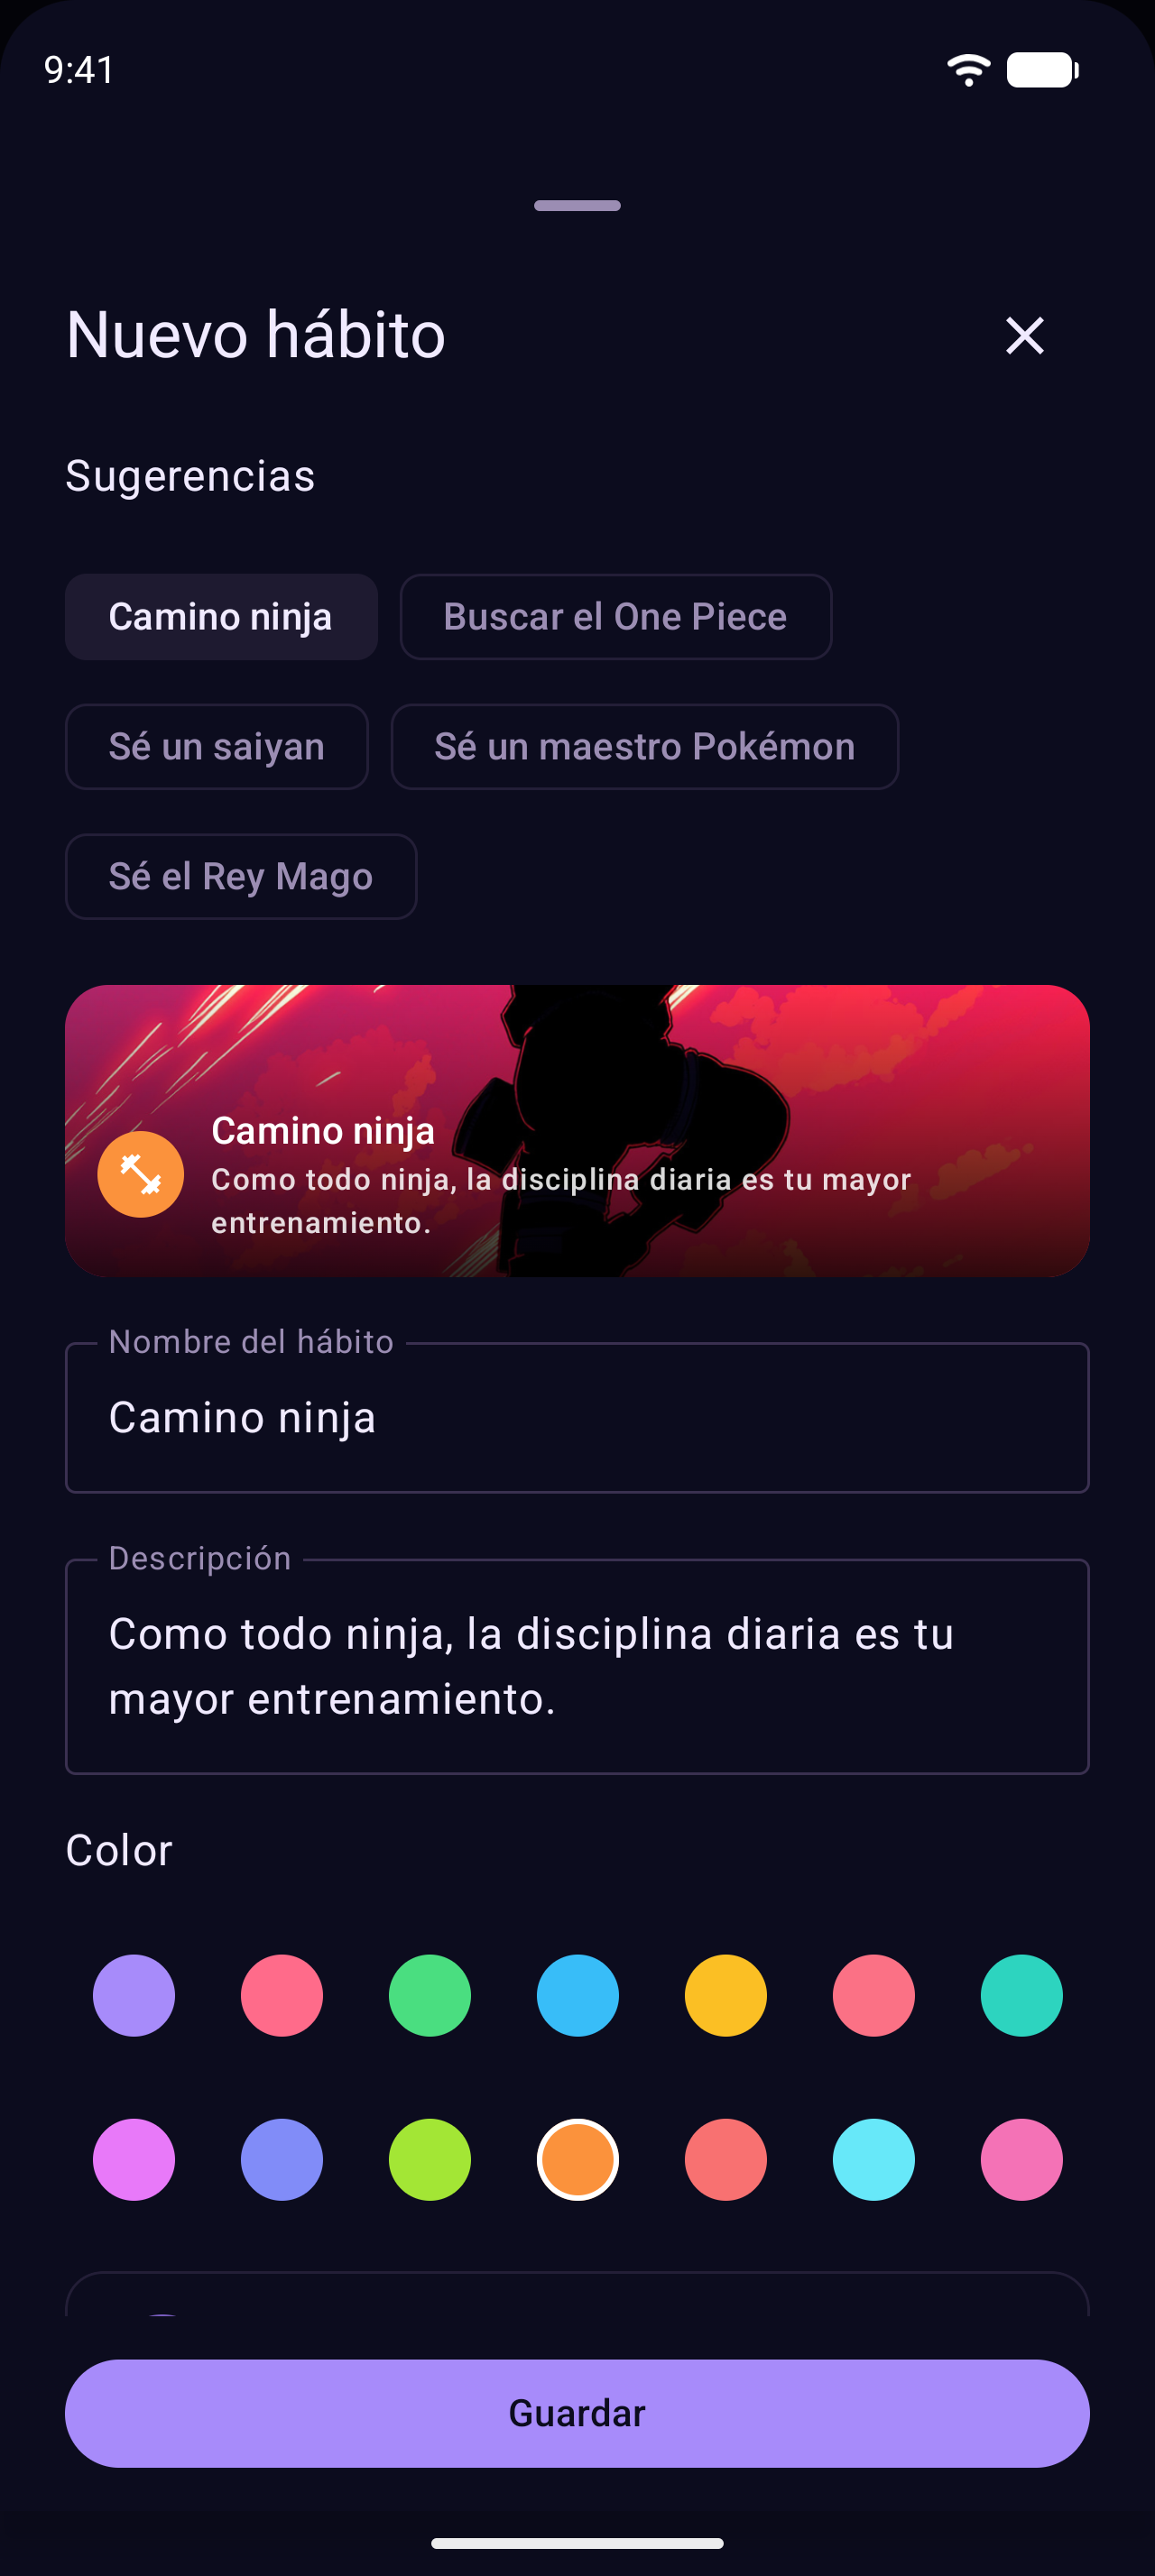 9:41
Nuevo hábito
Sugerencias
Camino ninja
Buscar el One Piece
Sé un saiyan
Sé un maestro Pokémon
Sé el Rey Mago
Camino ninja
Como todo ninja, la disciplina diaria es tu mayor
entrenamiento.
Nombre del hábito
Camino ninja
Descripción
Como todo ninja, la disciplina diaria es tu
mayor entrenamiento.
Color
Guardar